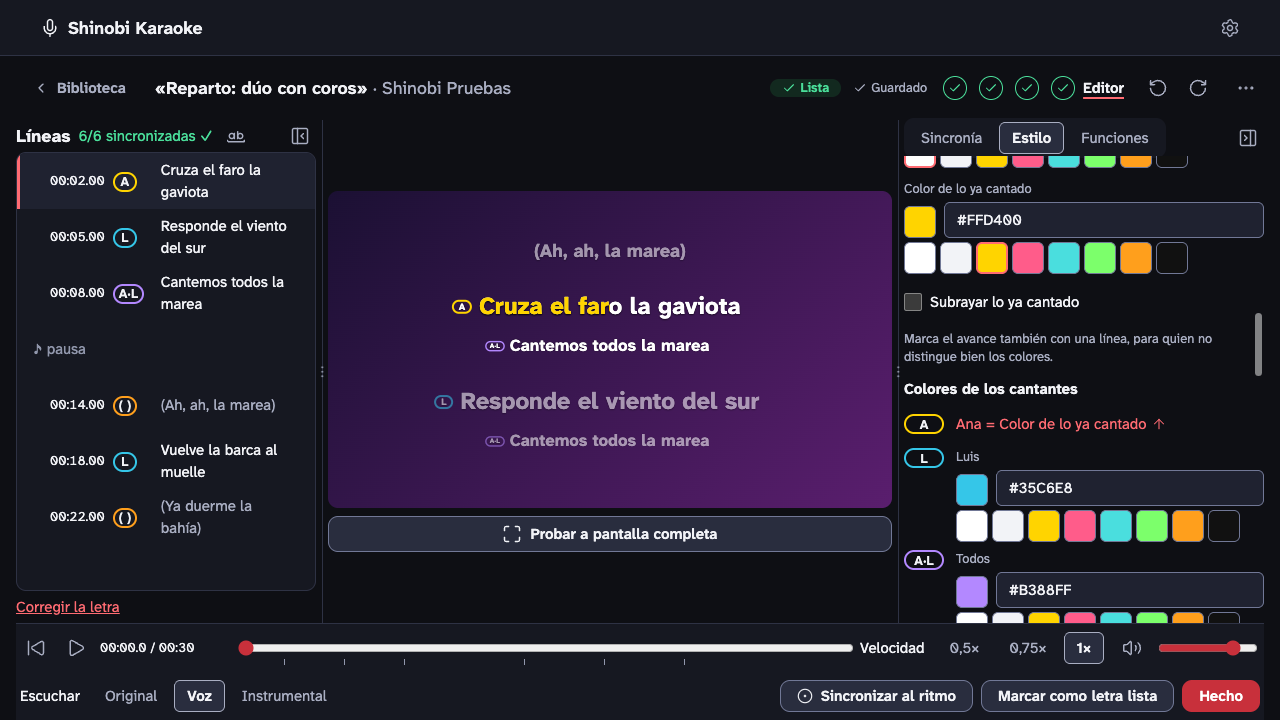 Shinobi Karaoke
Biblioteca
«Reparto: dúo con coros» · Shinobi Pruebas
Lista
Guardado
Editor
Líneas 6/6 sincronizadas
ab
00:02.00 A Cruza el faro la
gaviota
00:05.00 L Responde el viento
del sur
00:08.00 A·L Cantemos todos la
marea
♪ pausa
00:14.00 ( ) (Ah, ah, la marea)
00:18.00 L Vuelve la barca al
muelle
00:22.00 ( ) (Ya duerme la
bahía)
Corregir la letra
(Ah, ah, la marea)
A Cruza el faro la gaviota
A·L Cantemos todos la marea
L Responde el viento del sur
A·L Cantemos todos la marea
Probar a pantalla completa
Sincronía
Estilo
Funciones
Color de lo ya cantado
#FFD400
Subrayar lo ya cantado
Marca el avance también con una línea, para quien no
distingue bien los colores.
Colores de los cantantes
A Ana = Color de lo ya cantado ↑
L Luis
#35C6E8
A·L Todos
#B388FF
00:00.0 / 00:30
Velocidad 0,5× 0,75× 1×
Escuchar Original Voz Instrumental
Sincronizar al ritmo
Marcar como letra lista
Hecho